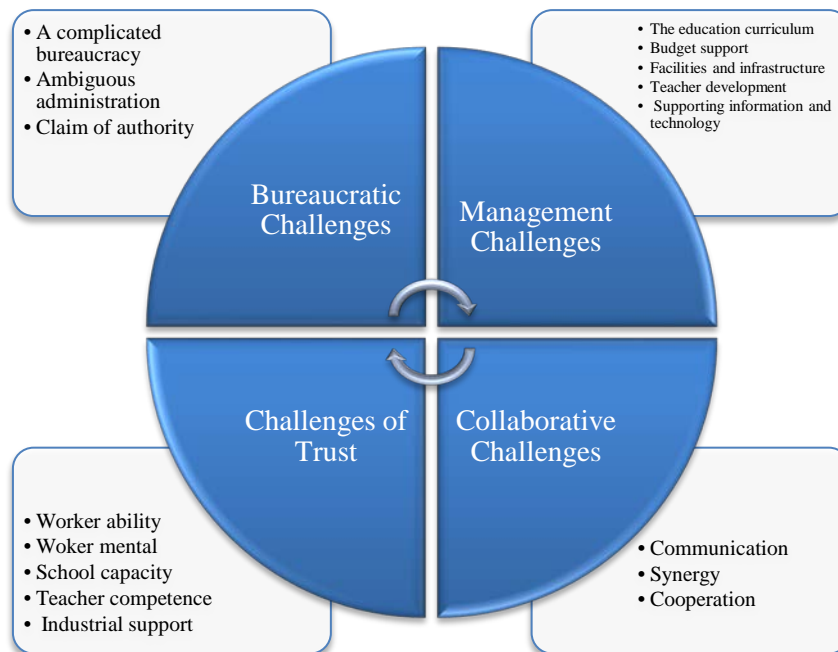 • A complicated
bureaucracy
• Ambiguous
administration
• Claim of authority
• The education curriculum
• Budget support
• Facilities and infrastructure
• Teacher development
• Supporting information and
technology
Bureaucratic
Challenges
Management
Challenges
Challenges of
Trust
Collaborative
Challenges
• Worker ability
• Woker mental
• School capacity
• Teacher competence
• Industrial support
• Communication
• Synergy
• Cooperation